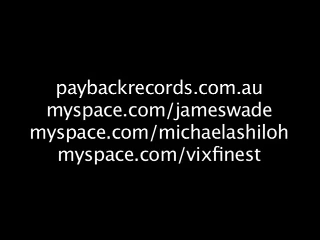 paybackrecords.com.au
myspace.com/jameswade
myspace.com/michaelashiloh
myspace.com/vixfinest